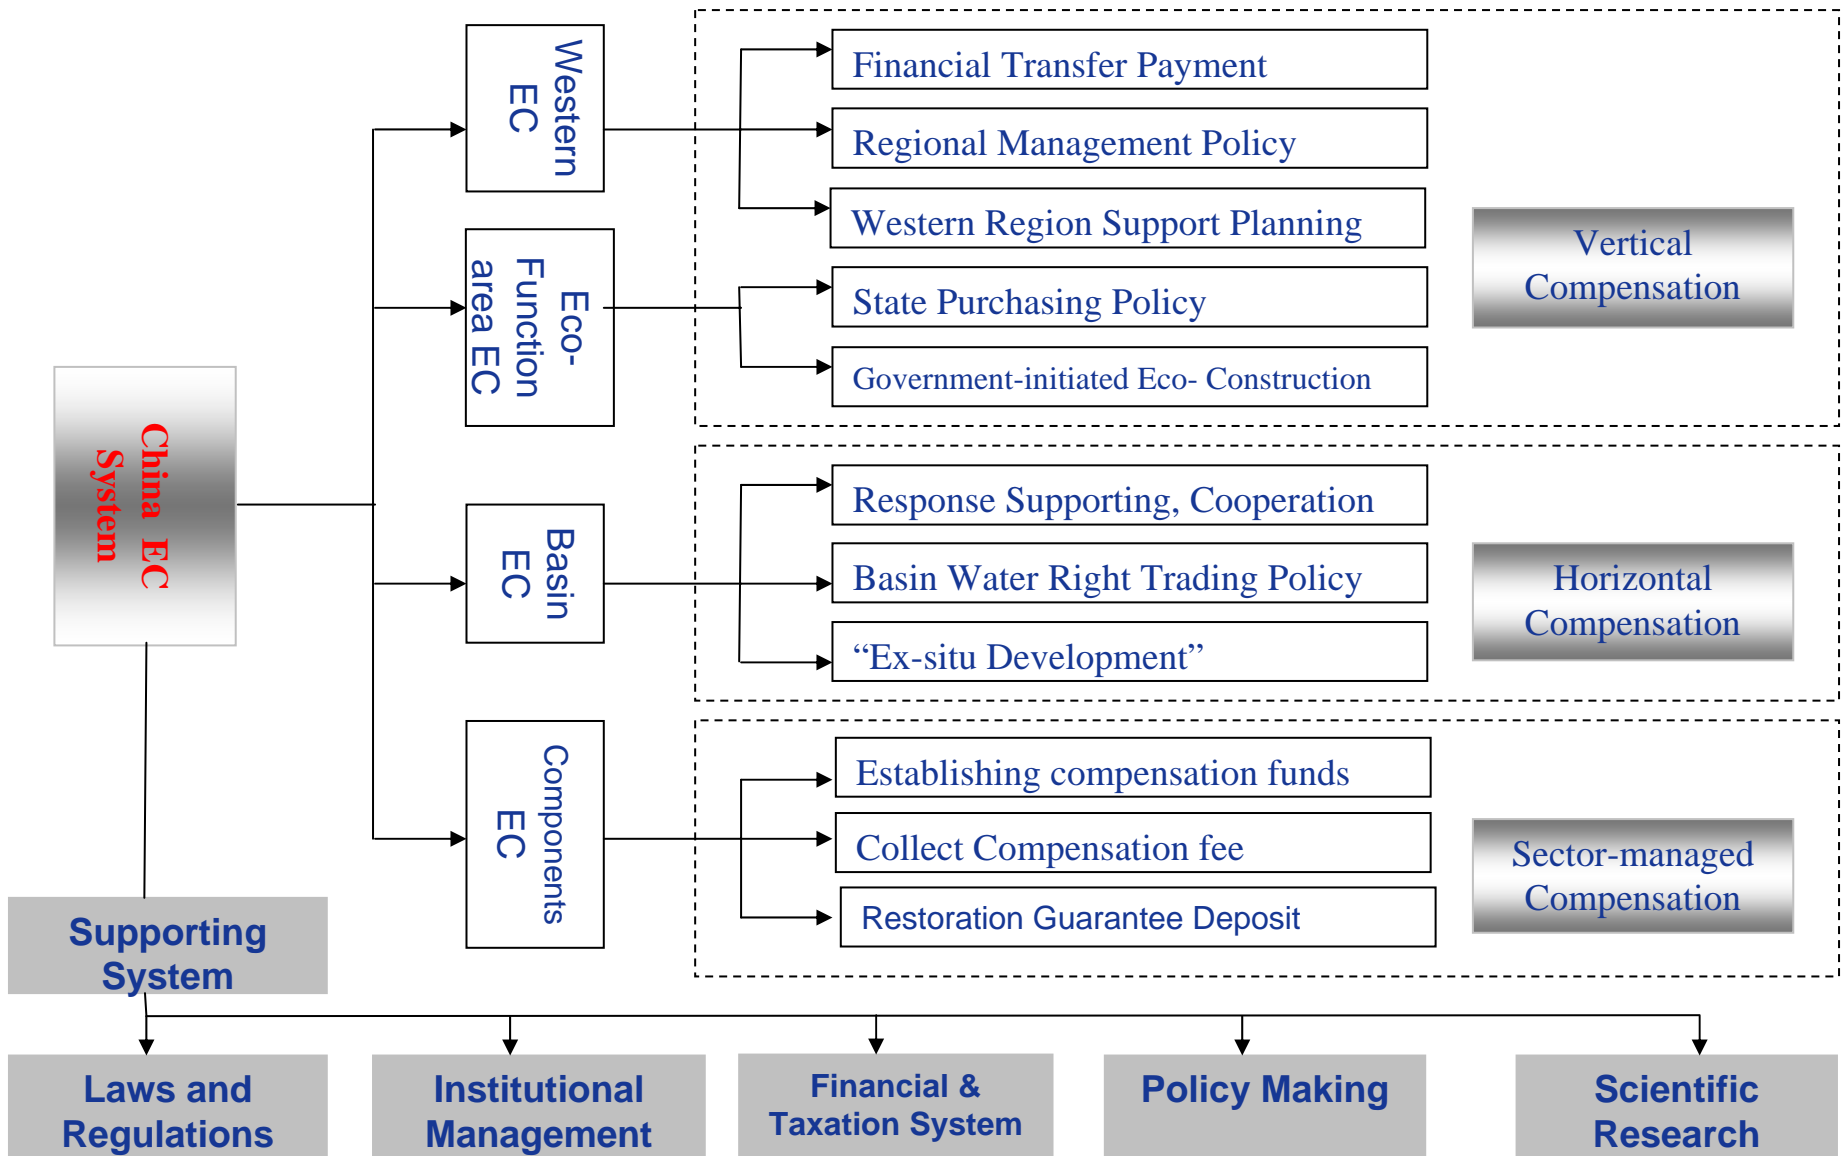 Western
EC
Financial Transfer Payment
Regional Management Policy
Western Region Support Planning
Eco-
Function
area EC
State Purchasing Policy
Government-initiated Eco- Construction
Vertical
Compensation
China EC
System
Basin
EC
Response Supporting, Cooperation
Basin Water Right Trading Policy
“Ex-situ Development”
Horizontal
Compensation
Components
EC
Establishing compensation funds
Collect Compensation fee
Restoration Guarantee Deposit
Sector-managed
Compensation
Supporting
System
Laws and
Regulations
Institutional
Management
Financial &
Taxation System
Policy Making
Scientific
Research